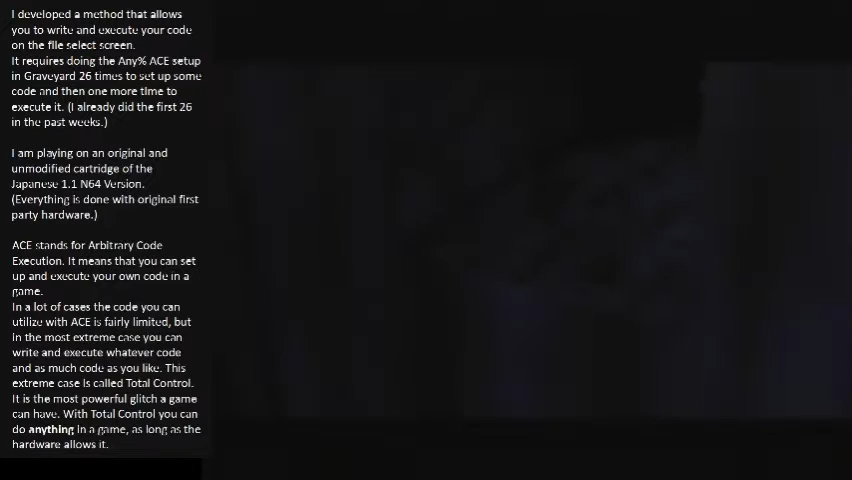 I developed a method that allows
you to write and execute your code
on the file select screen.
It requires doing the Any% ACE setup
in Graveyard 26 times to set up some
code and then one more time to
execute it. (I already did the first 26
in the past weeks.)
I am playing on an original and
unmodified cartridge of the
Japanese 1.1 N64 Version.
(Everything is done with original first
party hardware.)
ACE stands for Arbitrary Code
Execution. It means that you can set
up and execute your own code in a
game.
In a lot of cases the code you can
utilize with ACE is fairly limited, but
in the most extreme case you can
write and execute whatever code
and as much code as you like. This
extreme case is called Total Control.
It is the most powerful glitch a game
can have. With Total Control you can
do anything in a game, as long as the
hardware allows it.